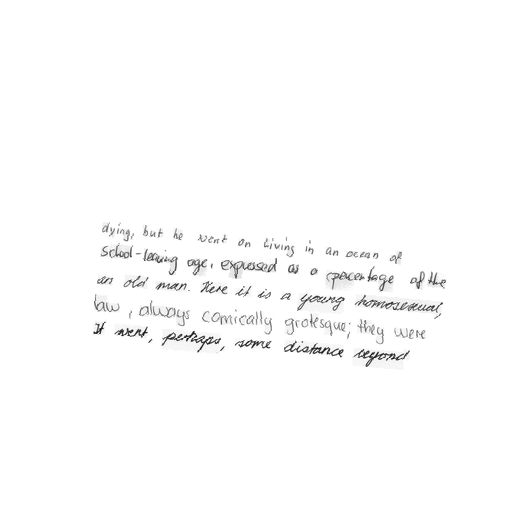 dying, but he went on living in an ocean of
school-leaving age, expressed as a percentage of the
an old man. Here it is a young homosexual,
law, always comically grotesque; they were
It went, perhaps, some distance beyond